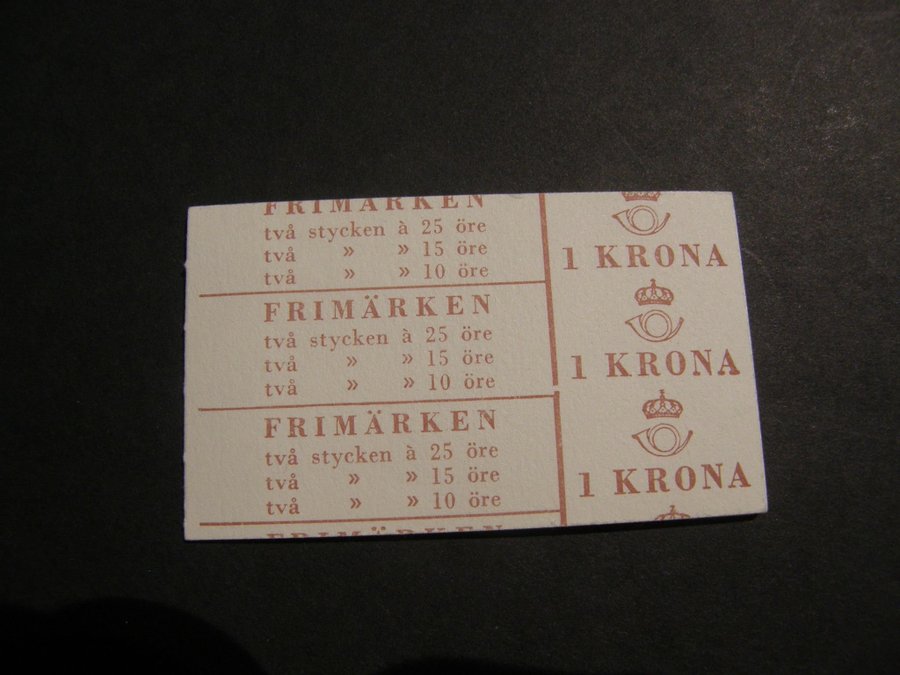 FRIMÄRKEN
två stycken à 25 öre
två » » 15 öre
två » » 10 öre
1 KRONA
FRIMÄRKEN
två stycken à 25 öre
två » » 15 öre
två » » 10 öre
1 KRONA
FRIMÄRKEN
två stycken à 25 öre
två » » 15 öre
två » » 10 öre
1 KRONA
FRIMÄRKEN